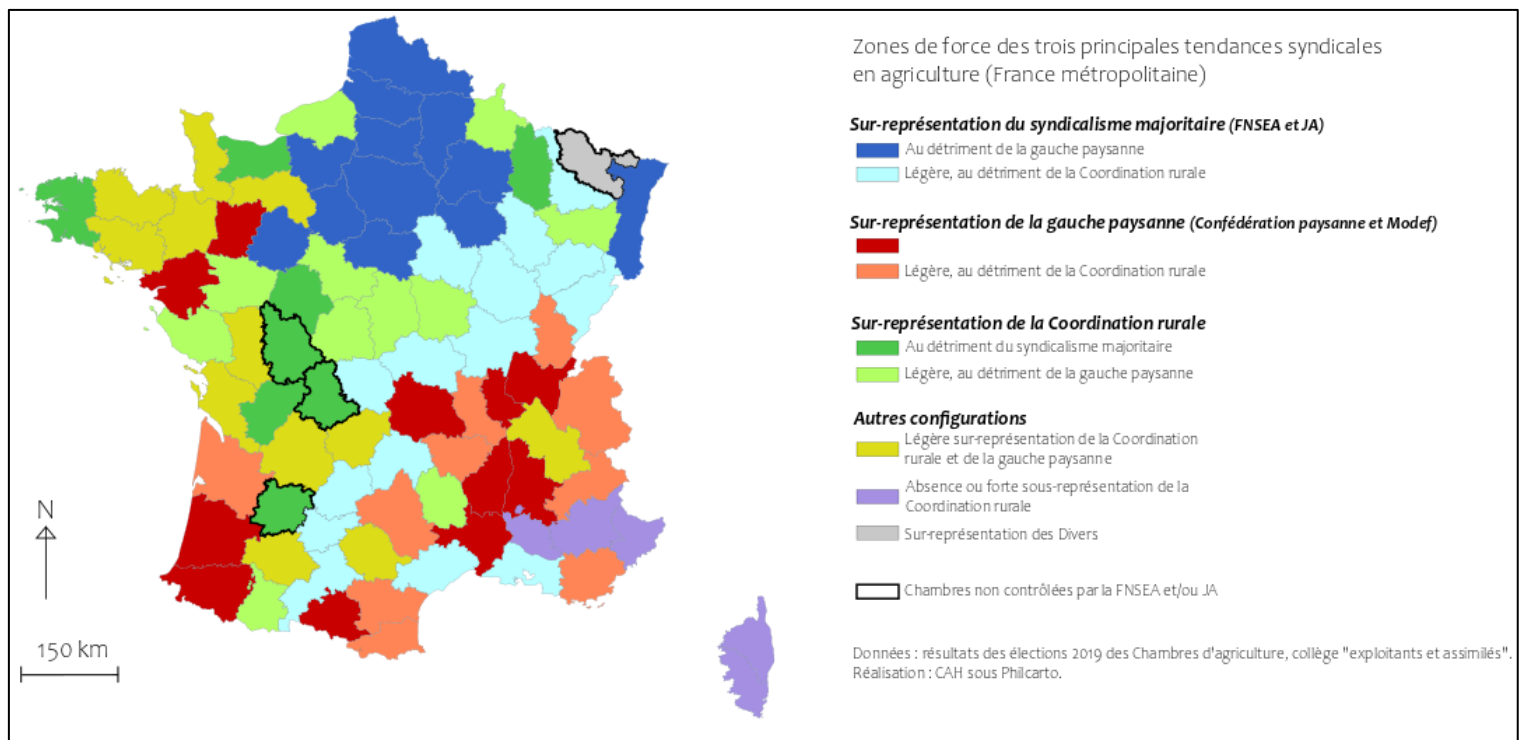 Zones de force des trois principales tendances syndicales
en agriculture (France métropolitaine)
Sur-représentation du syndicalisme majoritaire (FNSEA et JA)
Au détriment de la gauche paysanne
Légère, au détriment de la Coordination rurale
Sur-représentation de la gauche paysanne (Confédération paysanne et Modef)
Légère, au détriment de la Coordination rurale
Sur-représentation de la Coordination rurale
Au détriment du syndicalisme majoritaire
Légère, au détriment de la gauche paysanne
Autres configurations
Légère sur-représentation de la Coordination
rurale et de la gauche paysanne
Absence ou forte sous-représentation de la
Coordination rurale
Sur-représentation des Divers
Chambres non contrôlées par la FNSEA et/ou JA
Données : résultats des élections 2019 des Chambres d'agriculture, collège "exploitants et assimilés".
Réalisation : CAH sous Philcarto.
N
150 km